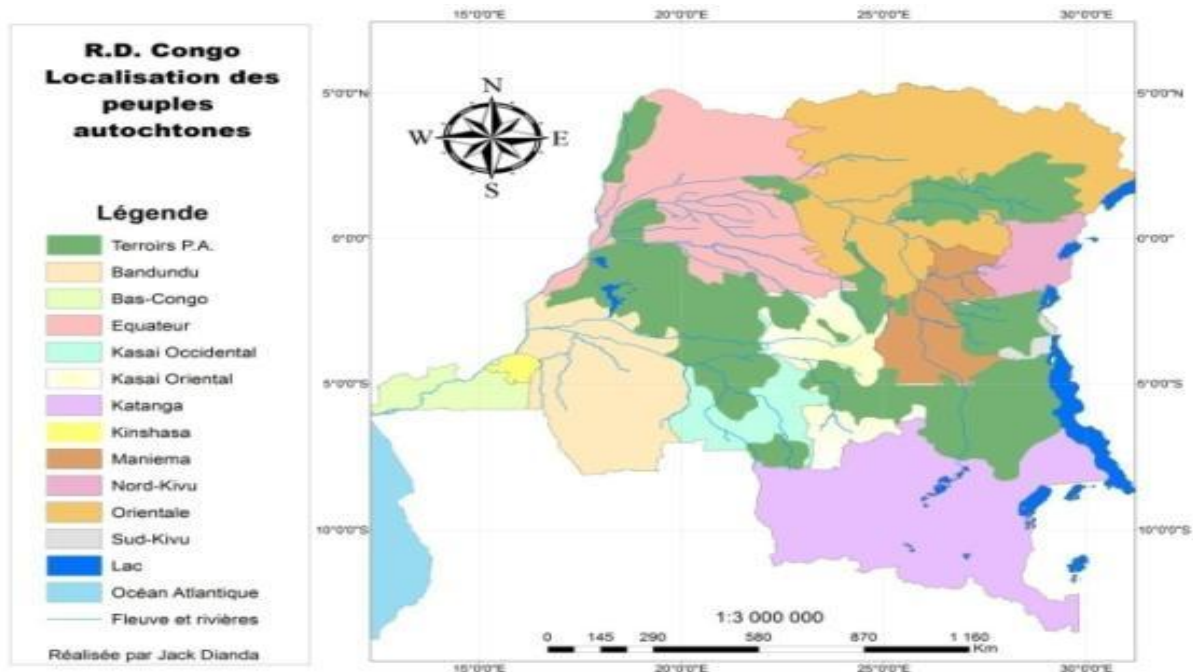 R.D. Congo
Localisation des
peuples
autochtones
Légende
Terroirs P.A.
Bandundu
Bas-Congo
Equateur
Kasai Occidental
Kasai Oriental
Katanga
Kinshasa
Maniema
Nord-Kivu
Orientale
Sud-Kivu
Lac
Océan Atlantique
Fleuve et rivières
Réalisée par Jack Dianda
15°0'0"E 20°0'0"E 25°0'0"E 30°0'0"E
N
W E
S
5°0'0"N 5°0'0"N
0°0'0" 0°0'0"
5°0'0"S 5°0'0"S
10°0'0"S 10°0'0"S
1:3 000 000
0 145 290 580 870 1 160
Km
15°0'0"E 20°0'0"E 25°0'0"E 30°0'0"E